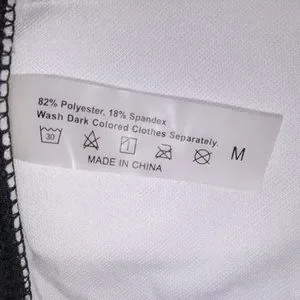 82% Polyester, 18% Spandex
Wash Dark Colored Clothes Separately.
30 M
MADE IN CHINA